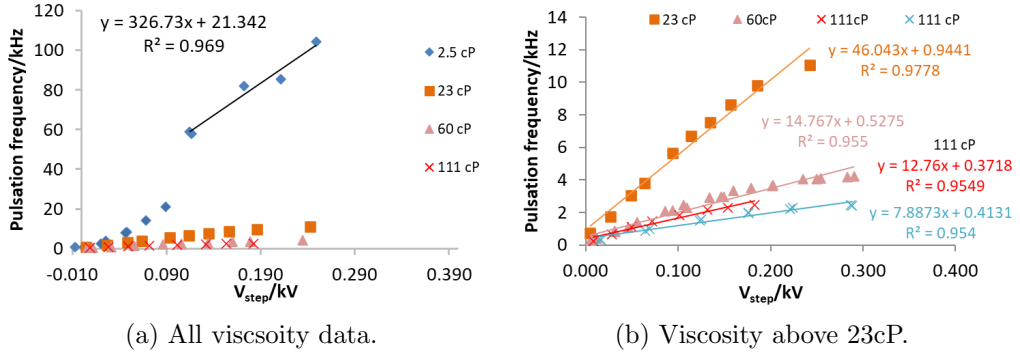 y = 326.73x + 21.342
R² = 0.969
Pulsation frequency/kHz
120
100
80
60
40
20
0
-0.010
0.090
0.190
0.290
0.390
Vstep/kV
2.5 cP
23 cP
60 cP
111 cP
(a) All viscsoity data.
23 cP
60cP
111cP
111 cP
Pulsation frequency/kHz
14
12
10
8
6
4
2
0
0.000
0.100
0.200
0.300
0.400
Vstep/kV
y = 46.043x + 0.9441
R² = 0.9778
y = 14.767x + 0.5275
R² = 0.955
111 cP
y = 12.76x + 0.3718
R² = 0.9549
y = 7.8873x + 0.4131
R² = 0.954
(b) Viscosity above 23cP.